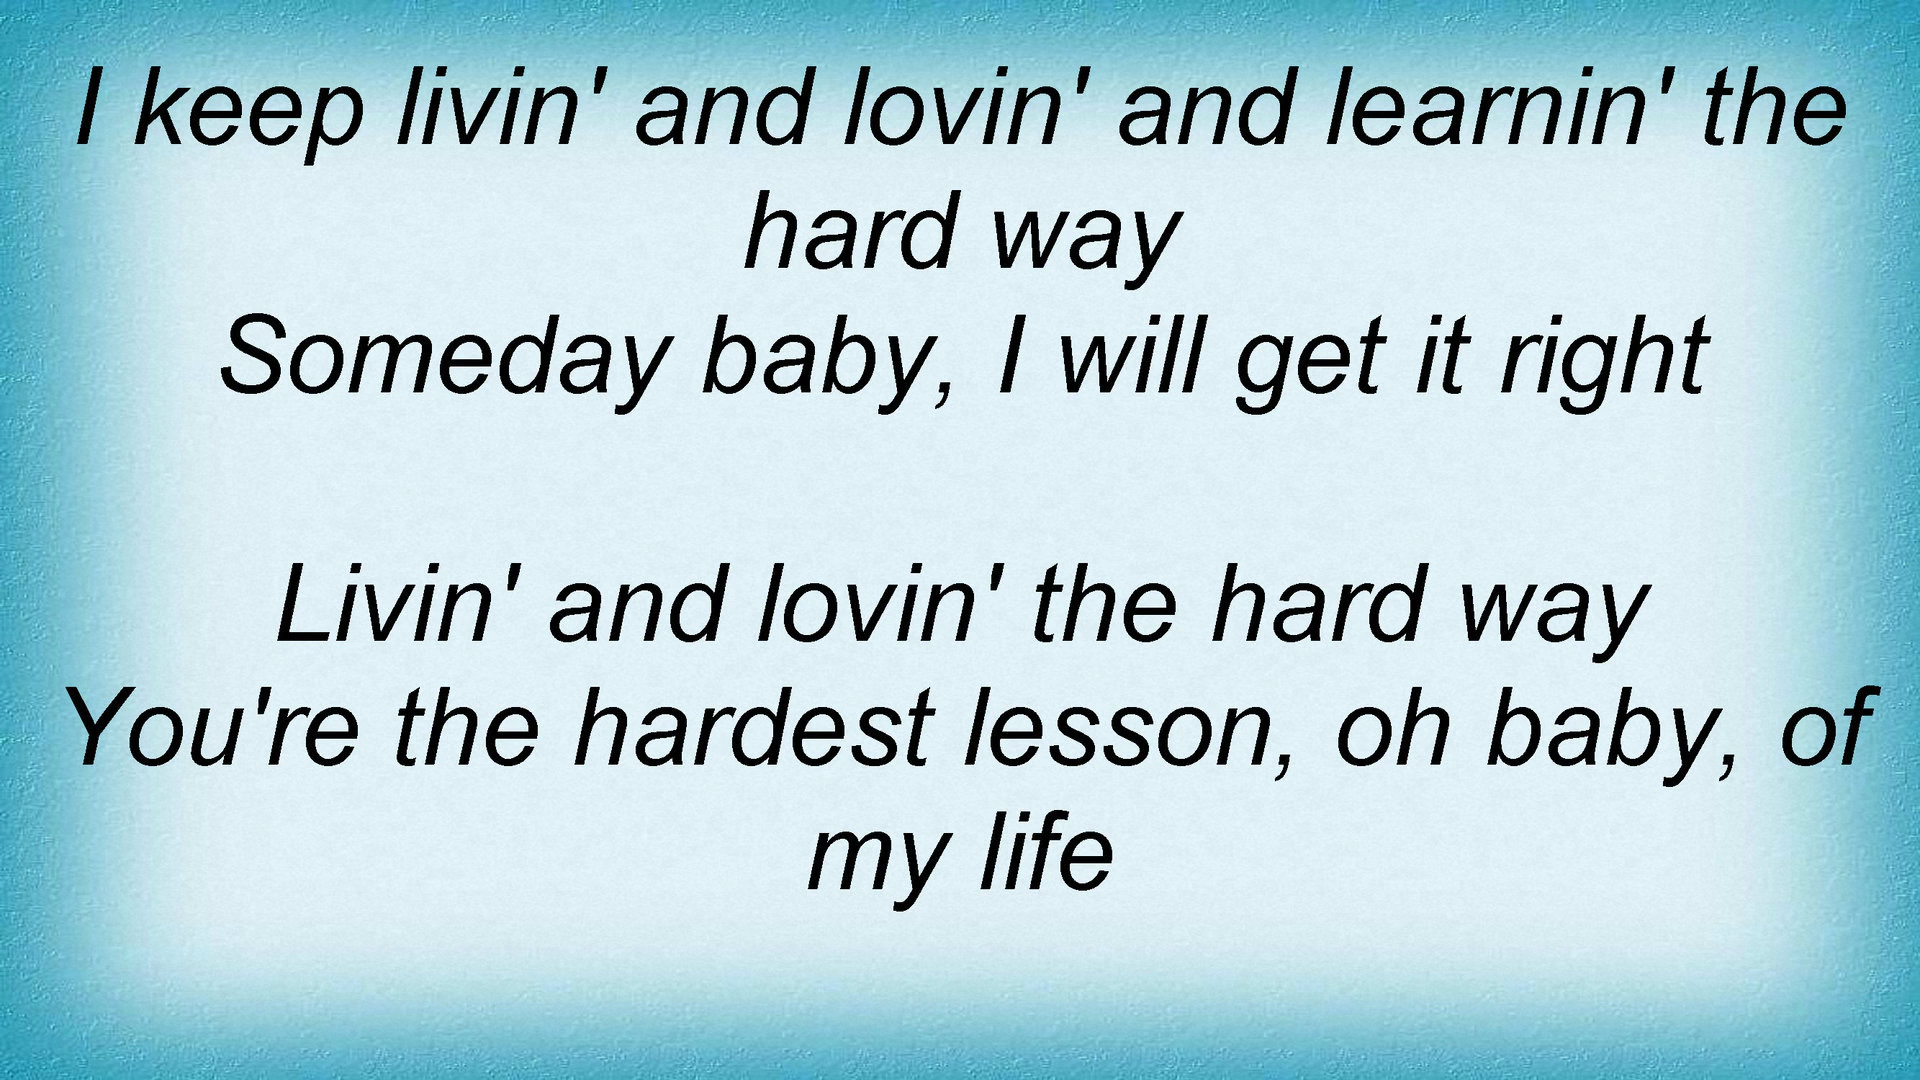 I keep livin' and lovin' and learnin' the
hard way
Someday baby, I will get it right
Livin' and lovin' the hard way
You're the hardest lesson, oh baby, of
my life